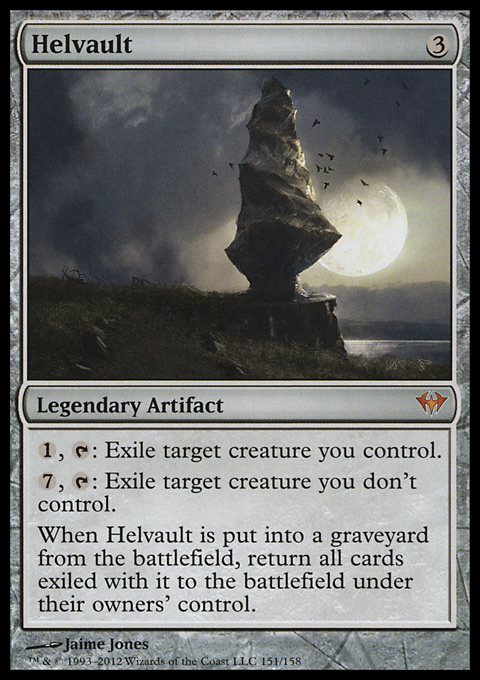 Helvault 3
Legendary Artifact
1, : Exile target creature you control.
7, : Exile target creature you don't
control.
When Helvault is put into a graveyard
from the battlefield, return all cards
exiled with it to the battlefield under
their owners' control.
Jaime Jones
™ & © 1993–2012 Wizards of the Coast LLC 151/158